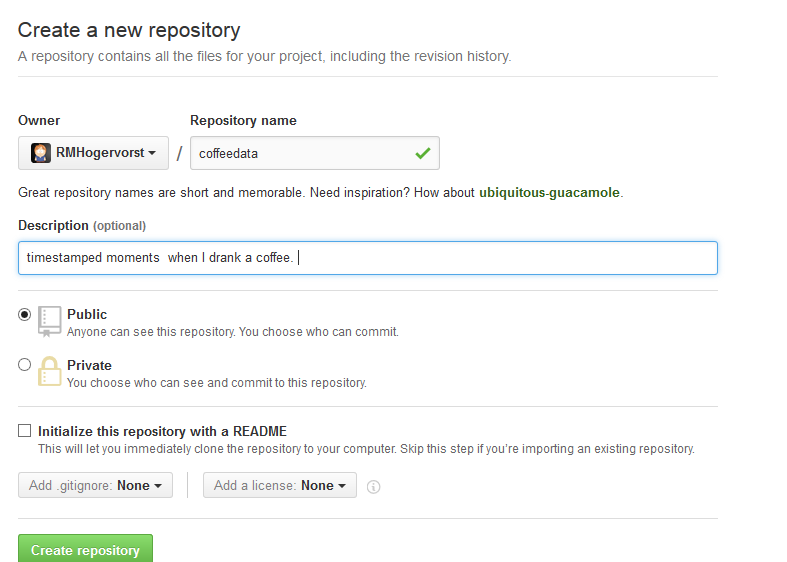 Create a new repository
A repository contains all the files for your project, including the revision history.
Owner Repository name
RMHogervorst / coffeedata
Great repository names are short and memorable. Need inspiration? How about ubiquitous-guacamole.
Description (optional)
timestamped moments  when I drank a coffee.
Public
Anyone can see this repository. You choose who can commit.
Private
You choose who can see and commit to this repository.
Initialize this repository with a README
This will let you immediately clone the repository to your computer. Skip this step if you’re importing an existing repository.
Add .gitignore: None Add a license: None
Create repository